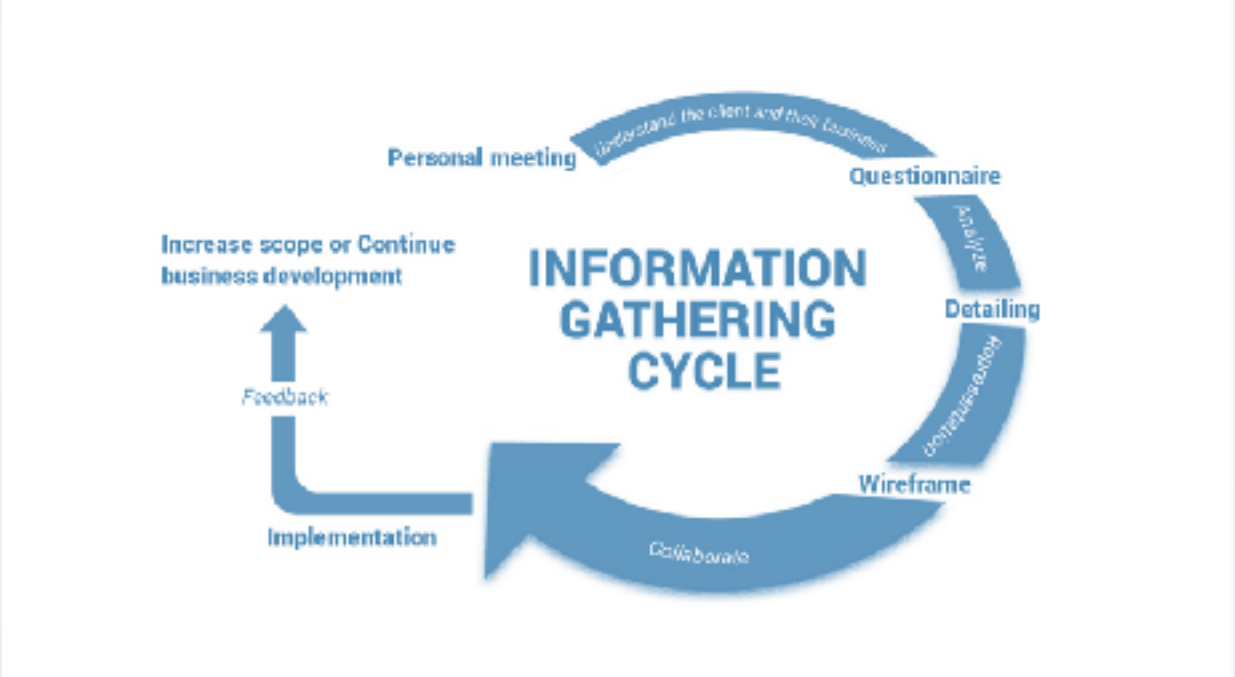 Understand the client and their business
Personal meeting
Questionnaire
Analyze
Increase scope or Continue
business development
INFORMATION
GATHERING
CYCLE
Detailing
Representation
Feedback
Wireframe
Implementation
Collaborate